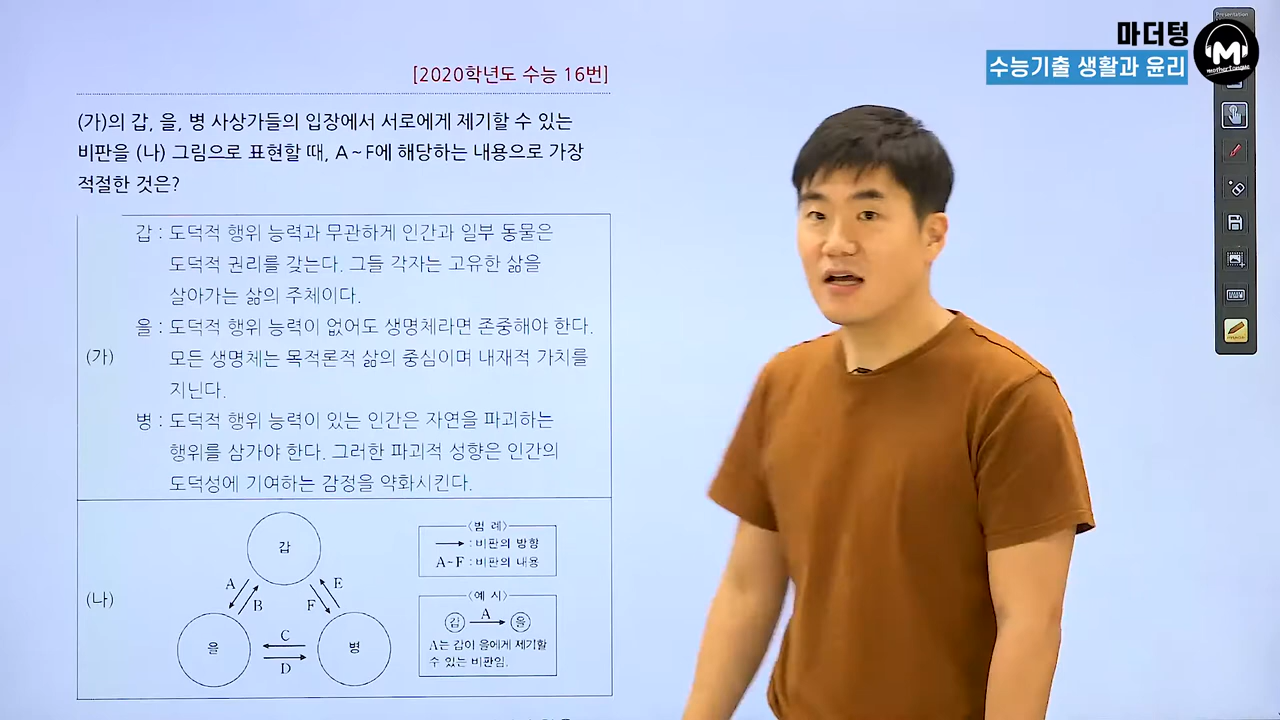 마더텅
수능기출 생활과 윤리
Presentation
M
motherTongue
[2020학년도 수능 16번]
(가)의 갑, 을, 병 사상가들의 입장에서 서로에게 제기할 수 있는
비판을 (나) 그림으로 표현할 때, A~F에 해당하는 내용으로 가장
적절한 것은?
(가)
갑 : 도덕적 행위 능력과 무관하게 인간과 일부 동물은
도덕적 권리를 갖는다. 그들 각자는 고유한 삶을
살아가는 삶의 주체이다.
을 : 도덕적 행위 능력이 없어도 생명체라면 존중해야 한다.
모든 생명체는 목적론적 삶의 중심이며 내재적 가치를
지닌다.
병 : 도덕적 행위 능력이 있는 인간은 자연을 파괴하는
행위를 삼가야 한다. 그러한 파괴적 성향은 인간의
도덕성에 기여하는 감정을 약화시킨다.
(나)
갑
A
B
E
F
을
C
D
병
<범 례>
: 비판의 방향
A~F : 비판의 내용
<예 시>
갑 A 을
A는 갑이 을에게 제기할
수 있는 비판임.